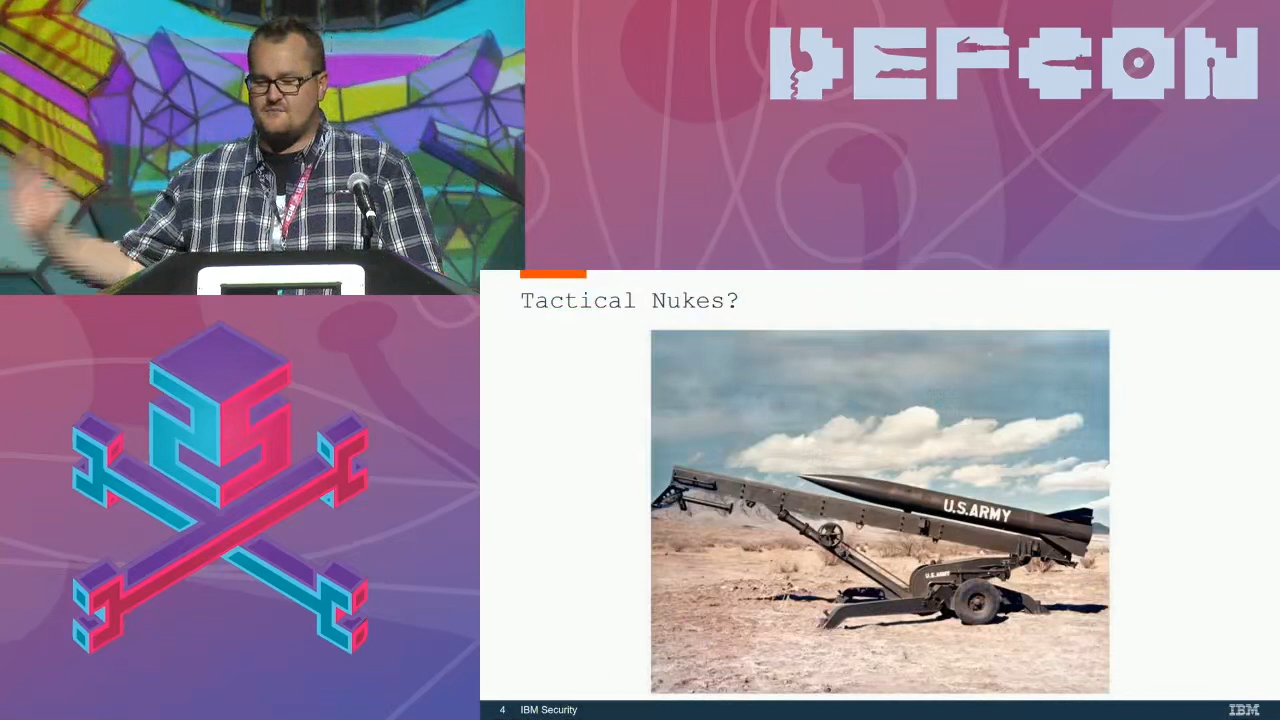 DEFCON
Tactical Nukes?
U.S.ARMY
U.S.ARMY
4 IBM Security
IBM